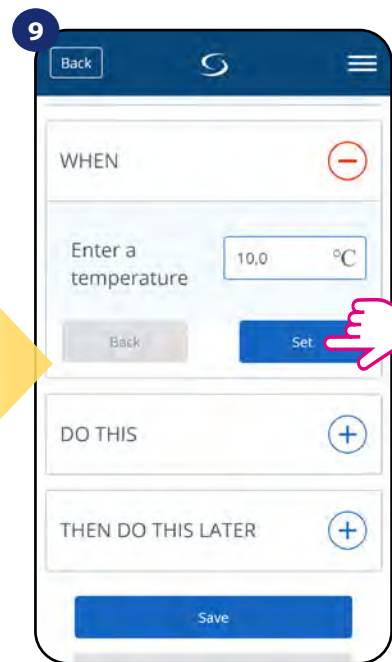 9
Back
WHEN
Enter a
temperature
10,0 °C
Back
Set
DO THIS
THEN DO THIS LATER
Save